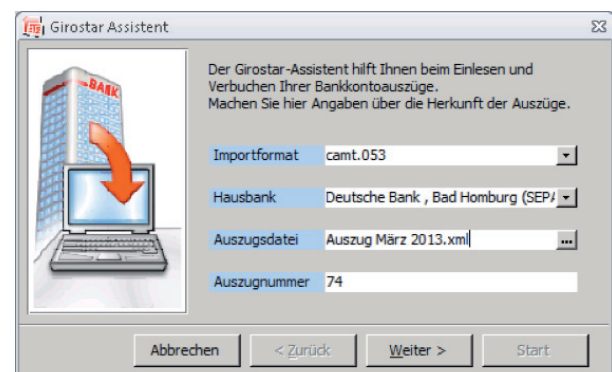 Girostar Assistent
BANK
Der Girostar-Assistent hilft Ihnen beim Einlesen und
Verbuchen Ihrer Bankkontoauszüge.
Machen Sie hier Angaben über die Herkunft der Auszüge.
Importformat camt.053
Hausbank Deutsche Bank , Bad Homburg (SEPA
Auszugsdatei Auszug März 2013.xml ...
Auszugnummer 74
Abbrechen < Zurück Weiter > Start